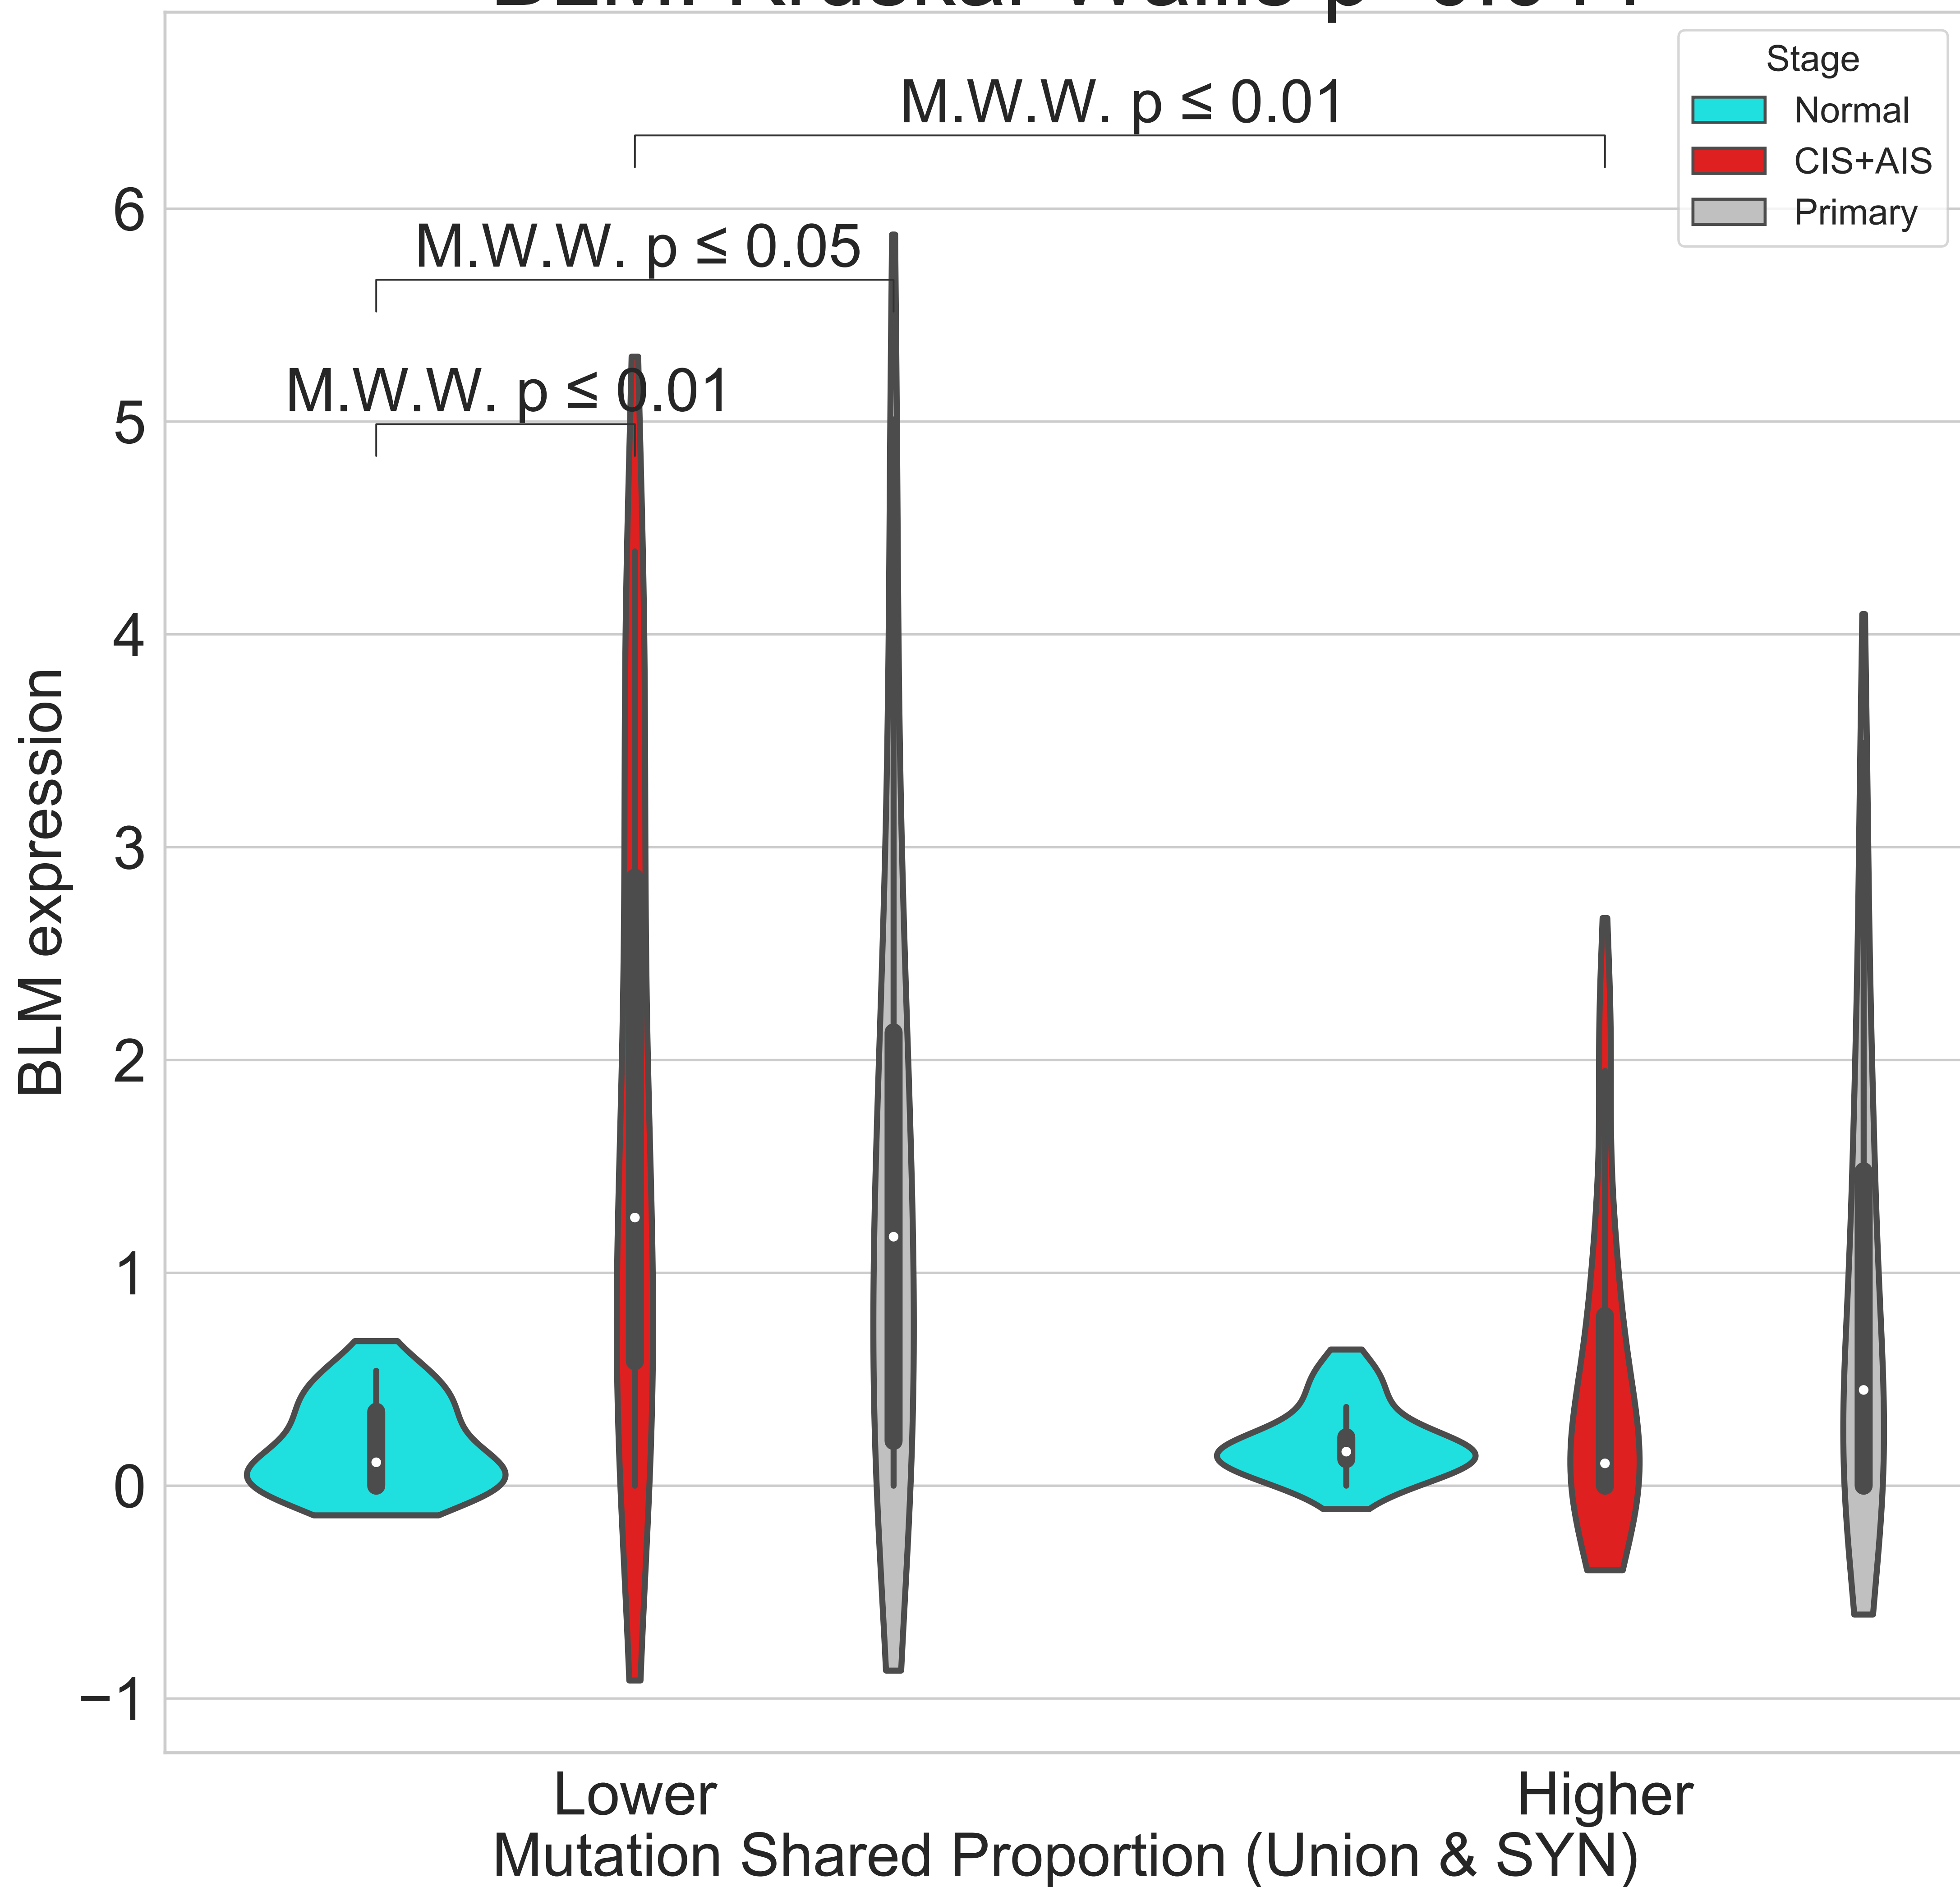 Stage
Normal
CIS+AIS
Primary
M.W.W. p ≤ 0.01
M.W.W. p ≤ 0.05
M.W.W. p ≤ 0.01
6
5
4
3
2
1
0
−1
BLM expression
Lower
Higher
Mutation Shared Proportion (Union & SYN)